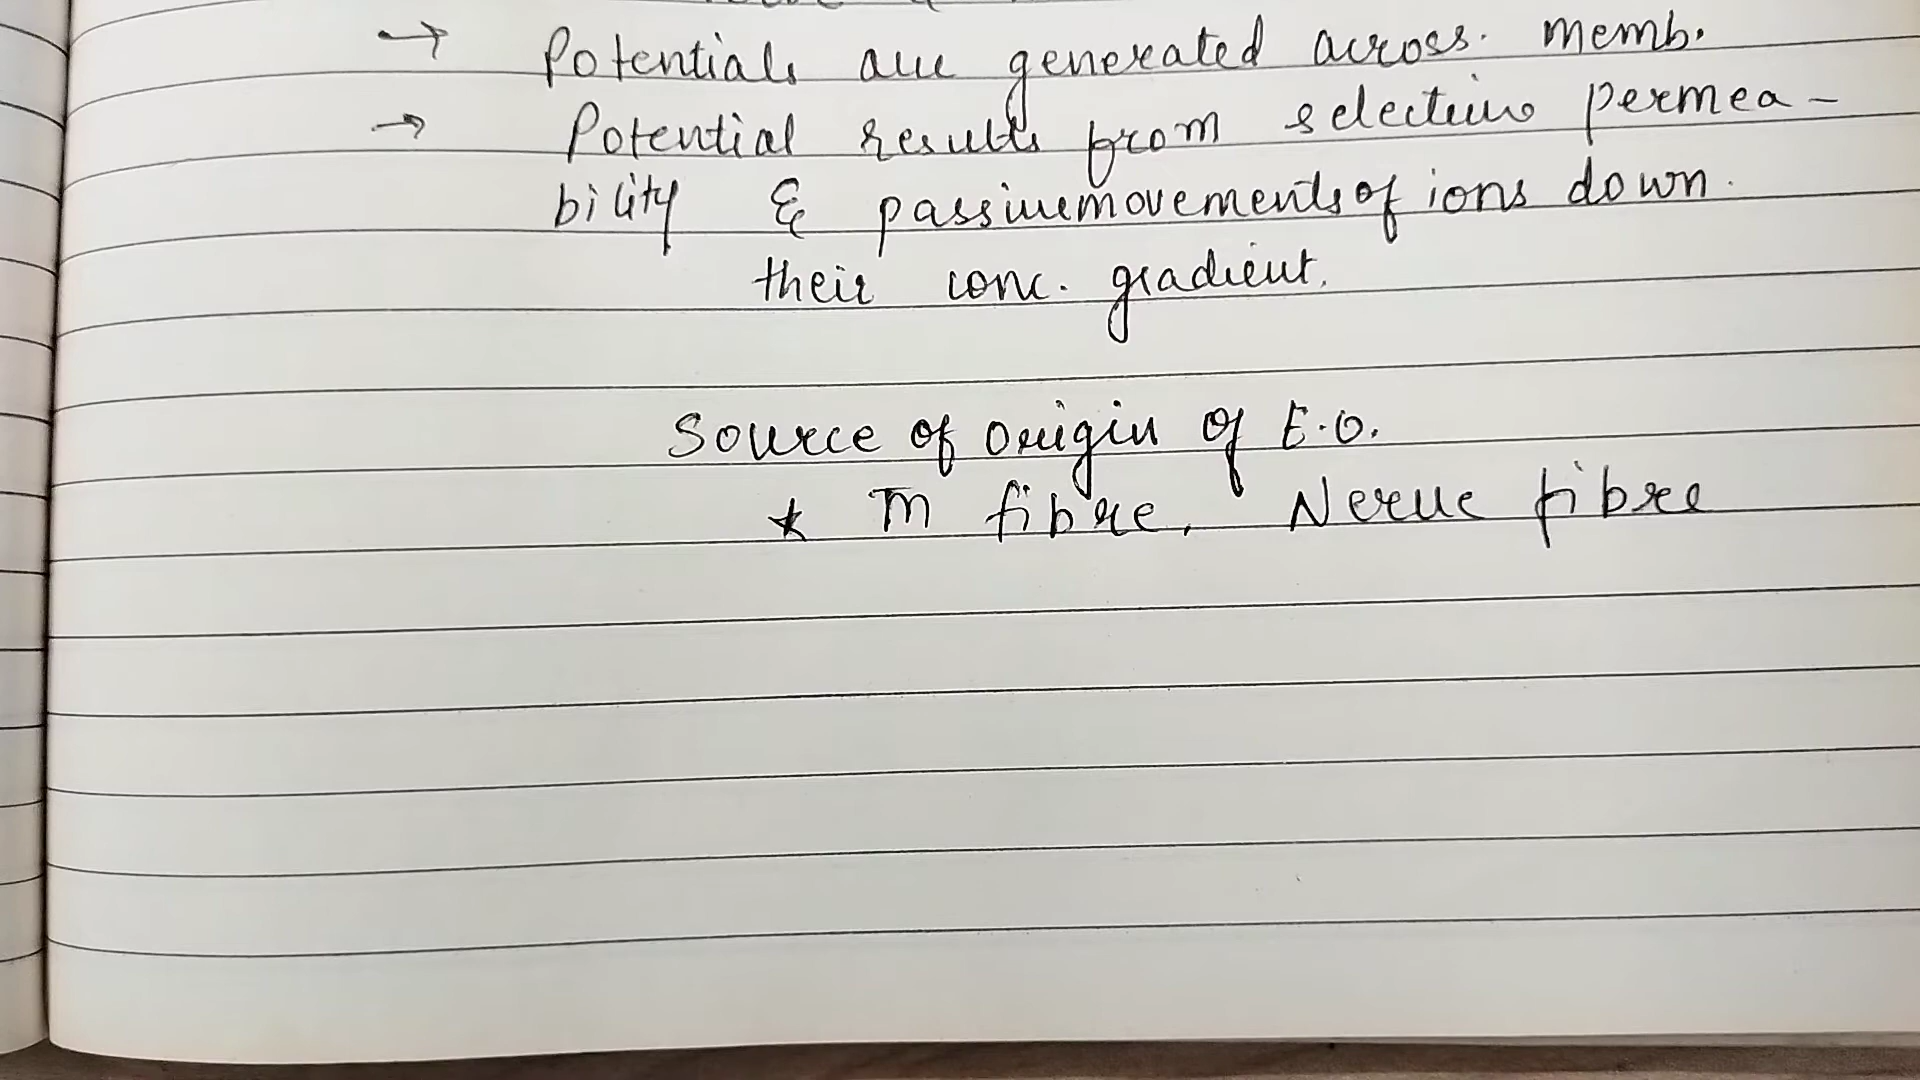 → Potentials are generated across. memb.
→ Potential results from selective permea-
bility & passive movements of ions down.
their conc. gradient.
Source of origin of E.O.
* m fibre, Nerve fibre